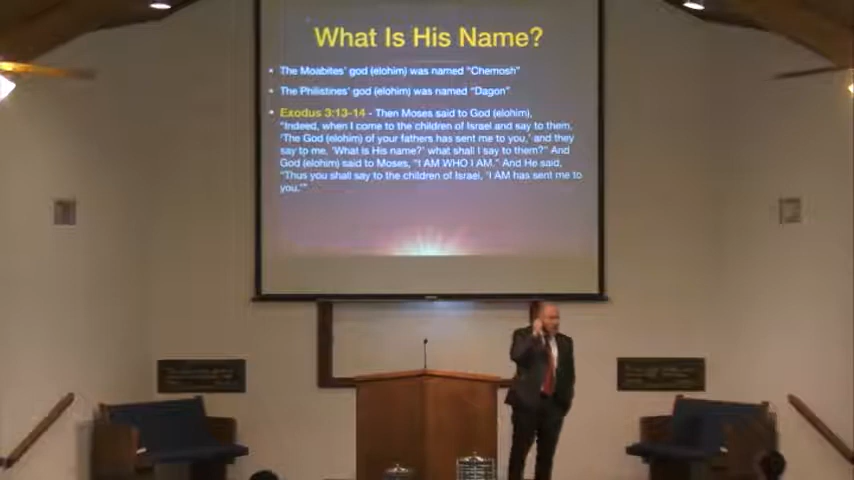 What Is His Name?
• The Moabites' god (elohim) was named "Chemosh"
• The Philistines' god (elohim) was named "Dagon"
• Exodus 3:13-14 - Then Moses said to God (elohim),
"Indeed, when I come to the children of Israel and say to them,
'The God (elohim) of your fathers has sent me to you,' and they
say to me, 'What is His name?' what shall I say to them?" And
God (elohim) said to Moses, "I AM WHO I AM." And He said,
"Thus you shall say to the children of Israel, 'I AM has sent me to
you.'"